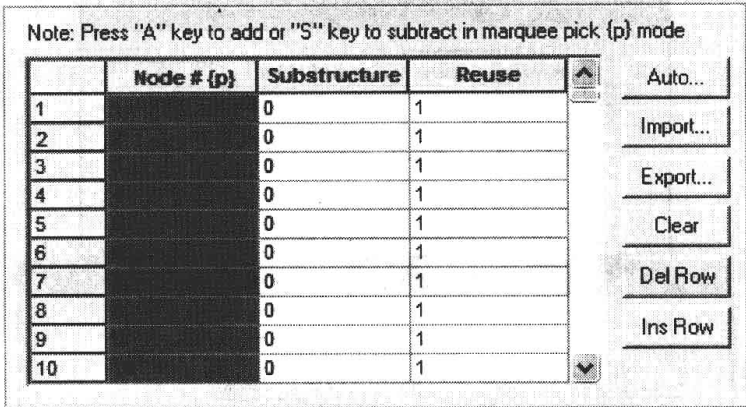 Note: Press "A" key to add or "S" key to subtract in marquee pick {p} mode
Node # {p} Substructure Reuse
1 0 1
2 0 1
3 0 1
4 0 1
5 0 1
6 0 1
7 0 1
8 0 1
9 0 1
10 0 1
Auto...
Import...
Export...
Clear
Del Row
Ins Row